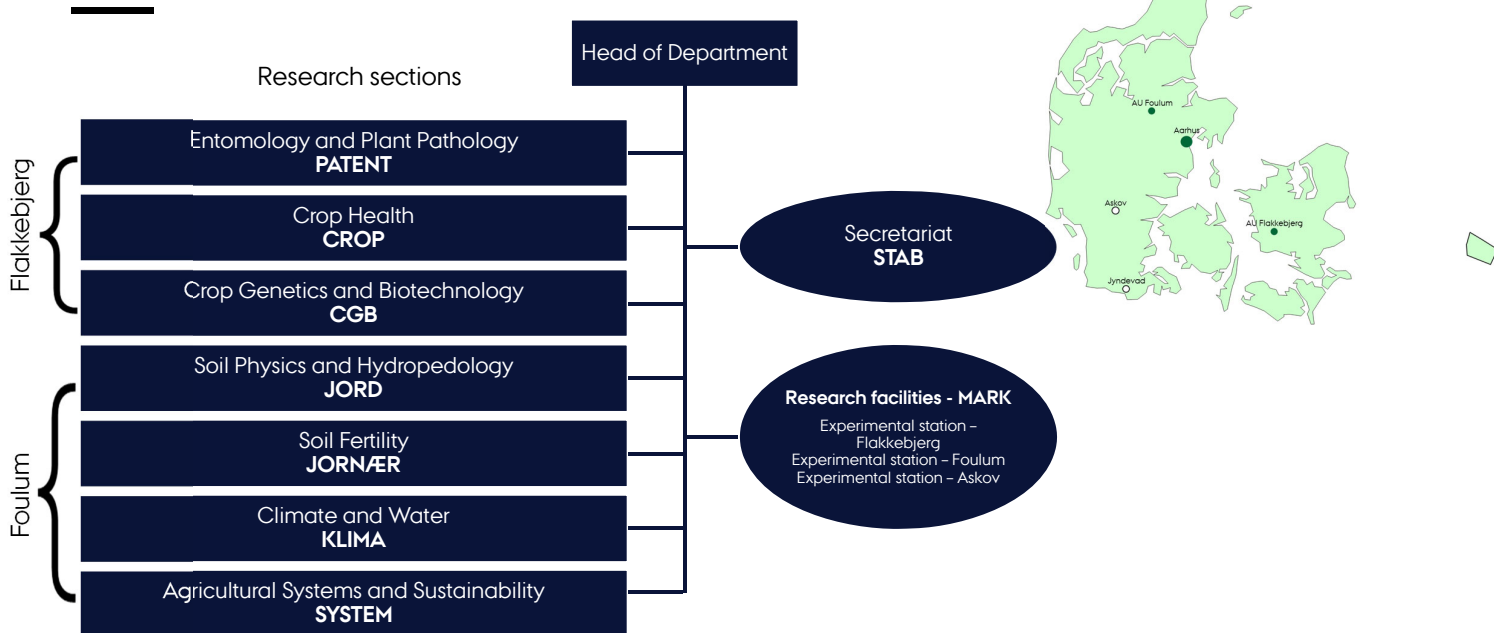 Head of Department
Research sections
Flakkebjerg
Entomology and Plant Pathology
PATENT
Crop Health
CROP
Crop Genetics and Biotechnology
CGB
Foulum
Soil Physics and Hydropedology
JORD
Soil Fertility
JORNÆR
Climate and Water
KLIMA
Agricultural Systems and Sustainability
SYSTEM
Secretariat
STAB
Research facilities - MARK
Experimental station –
Flakkebjerg
Experimental station – Foulum
Experimental station – Askov
AU Foulum
Aarhus
Askov
AU Flakkebjerg
Jyndevad